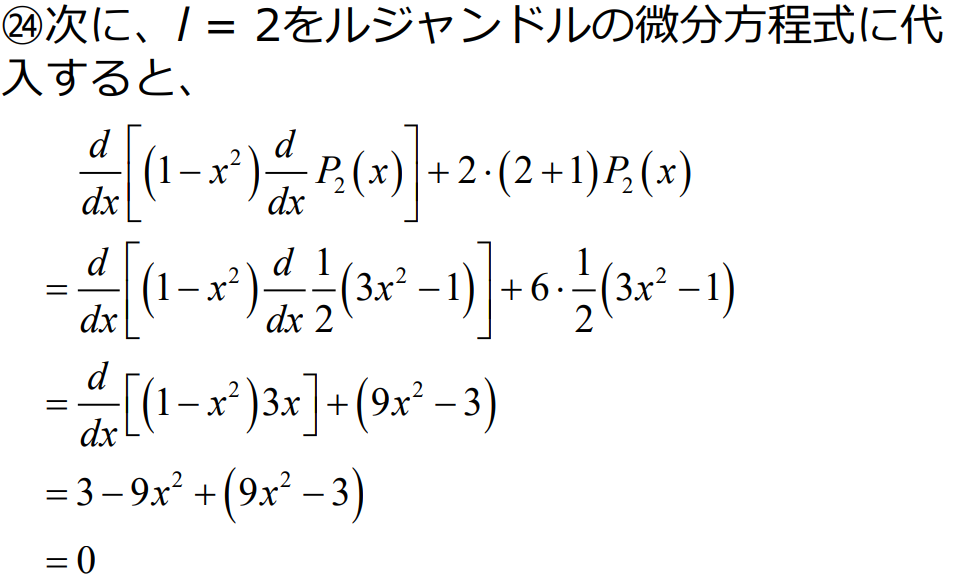 ㉔次に、l = 2をルジャンドルの微分方程式に代
入すると、
d/dx[(1−x²) d/dx P₂(x)]+2·(2+1)P₂(x)
= d/dx[(1−x²) d/dx 1/2(3x²−1)]+6·1/2(3x²−1)
= d/dx[(1−x²)3x]+(9x²−3)
=3−9x²+(9x²−3)
=0